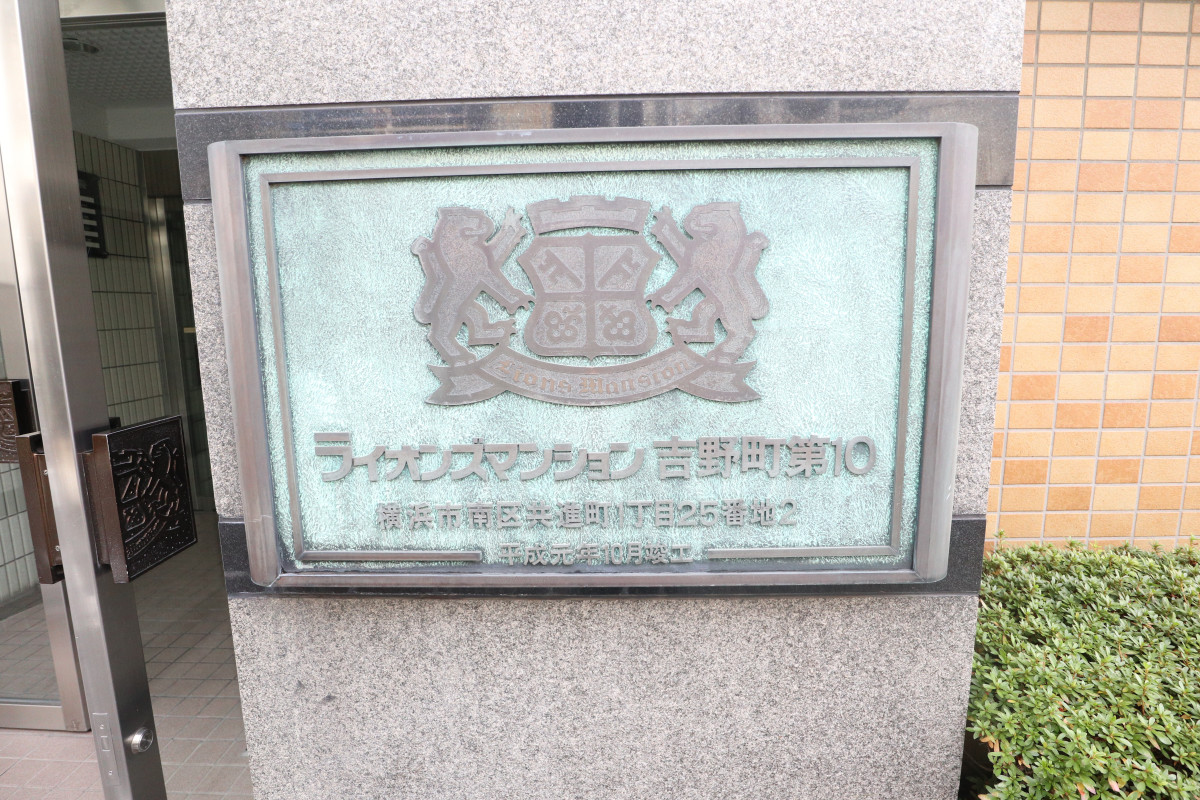 Lions Mansion
ライオンズマンション 吉野町第10
横浜市南区共進町1丁目25番地2
平成元年10月竣工